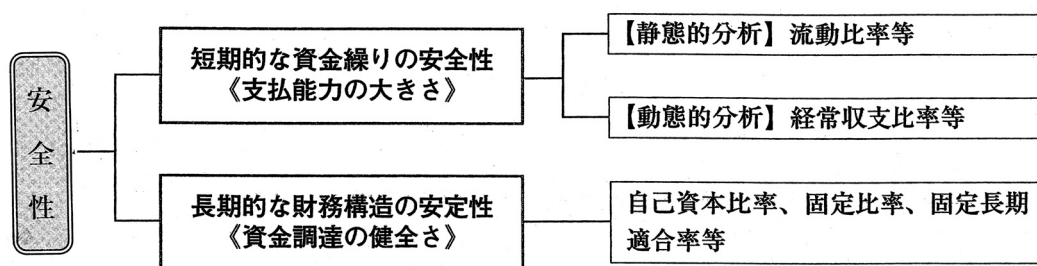 安全性
短期的な資金繰りの安全性
《支払能力の大きさ》
【静態的分析】流動比率等
【動態的分析】経常収支比率等
長期的な財務構造の安定性
《資金調達の健全さ》
自己資本比率、固定比率、固定長期
適合率等